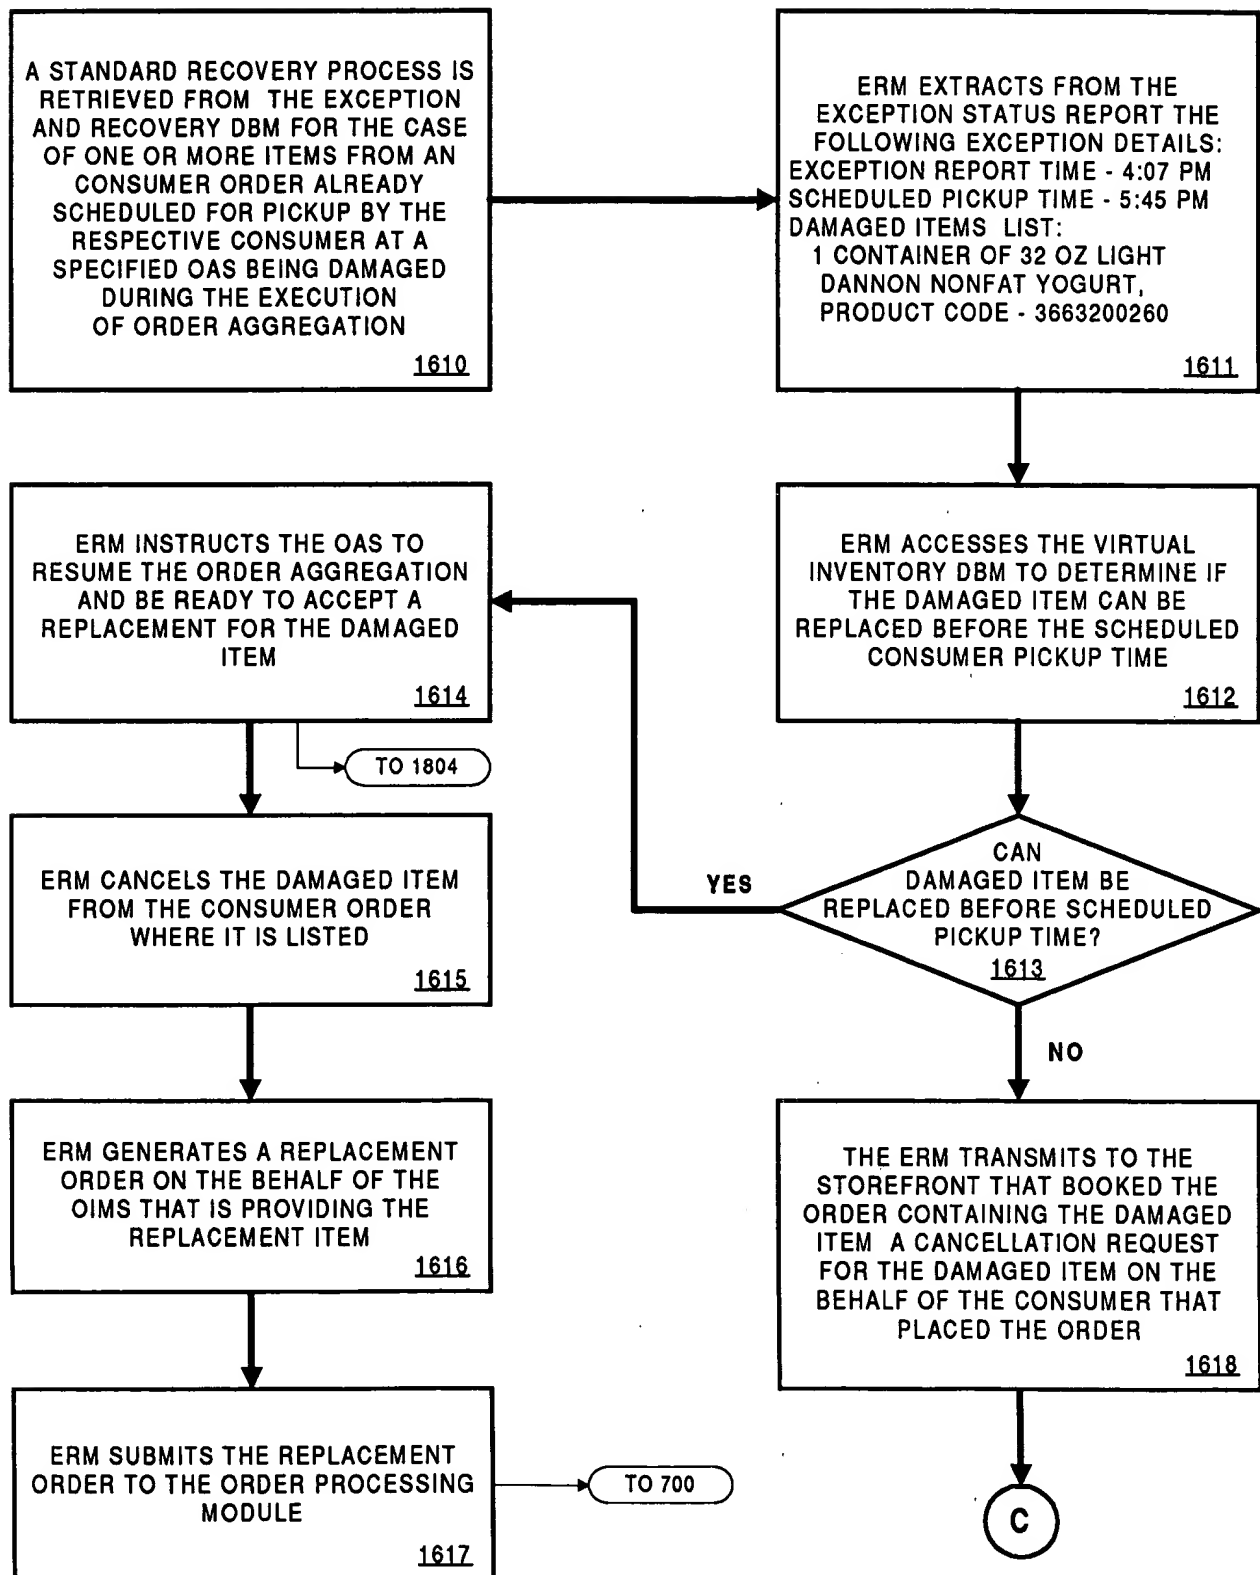 A STANDARD RECOVERY PROCESS IS
RETRIEVED FROM THE EXCEPTION
AND RECOVERY DBM FOR THE CASE
OF ONE OR MORE ITEMS FROM AN
CONSUMER ORDER ALREADY
SCHEDULED FOR PICKUP BY THE
RESPECTIVE CONSUMER AT A
SPECIFIED OAS BEING DAMAGED
DURING THE EXECUTION
OF ORDER AGGREGATION
1610
ERM EXTRACTS FROM THE
EXCEPTION STATUS REPORT THE
FOLLOWING EXCEPTION DETAILS:
EXCEPTION REPORT TIME - 4:07 PM
SCHEDULED PICKUP TIME - 5:45 PM
DAMAGED ITEMS LIST:
1 CONTAINER OF 32 OZ LIGHT
DANNON NONFAT YOGURT,
PRODUCT CODE - 3663200260
1611
ERM ACCESSES THE VIRTUAL
INVENTORY DBM TO DETERMINE IF
THE DAMAGED ITEM CAN BE
REPLACED BEFORE THE SCHEDULED
CONSUMER PICKUP TIME
1612
CAN
DAMAGED ITEM BE
REPLACED BEFORE SCHEDULED
PICKUP TIME?
1613
YES
NO
ERM INSTRUCTS THE OAS TO
RESUME THE ORDER AGGREGATION
AND BE READY TO ACCEPT A
REPLACEMENT FOR THE DAMAGED
ITEM
1614
TO 1804
ERM CANCELS THE DAMAGED ITEM
FROM THE CONSUMER ORDER
WHERE IT IS LISTED
1615
ERM GENERATES A REPLACEMENT
ORDER ON THE BEHALF OF THE
OIMS THAT IS PROVIDING THE
REPLACEMENT ITEM
1616
ERM SUBMITS THE REPLACEMENT
ORDER TO THE ORDER PROCESSING
MODULE
1617
TO 700
THE ERM TRANSMITS TO THE
STOREFRONT THAT BOOKED THE
ORDER CONTAINING THE DAMAGED
ITEM A CANCELLATION REQUEST
FOR THE DAMAGED ITEM ON THE
BEHALF OF THE CONSUMER THAT
PLACED THE ORDER
1618
C